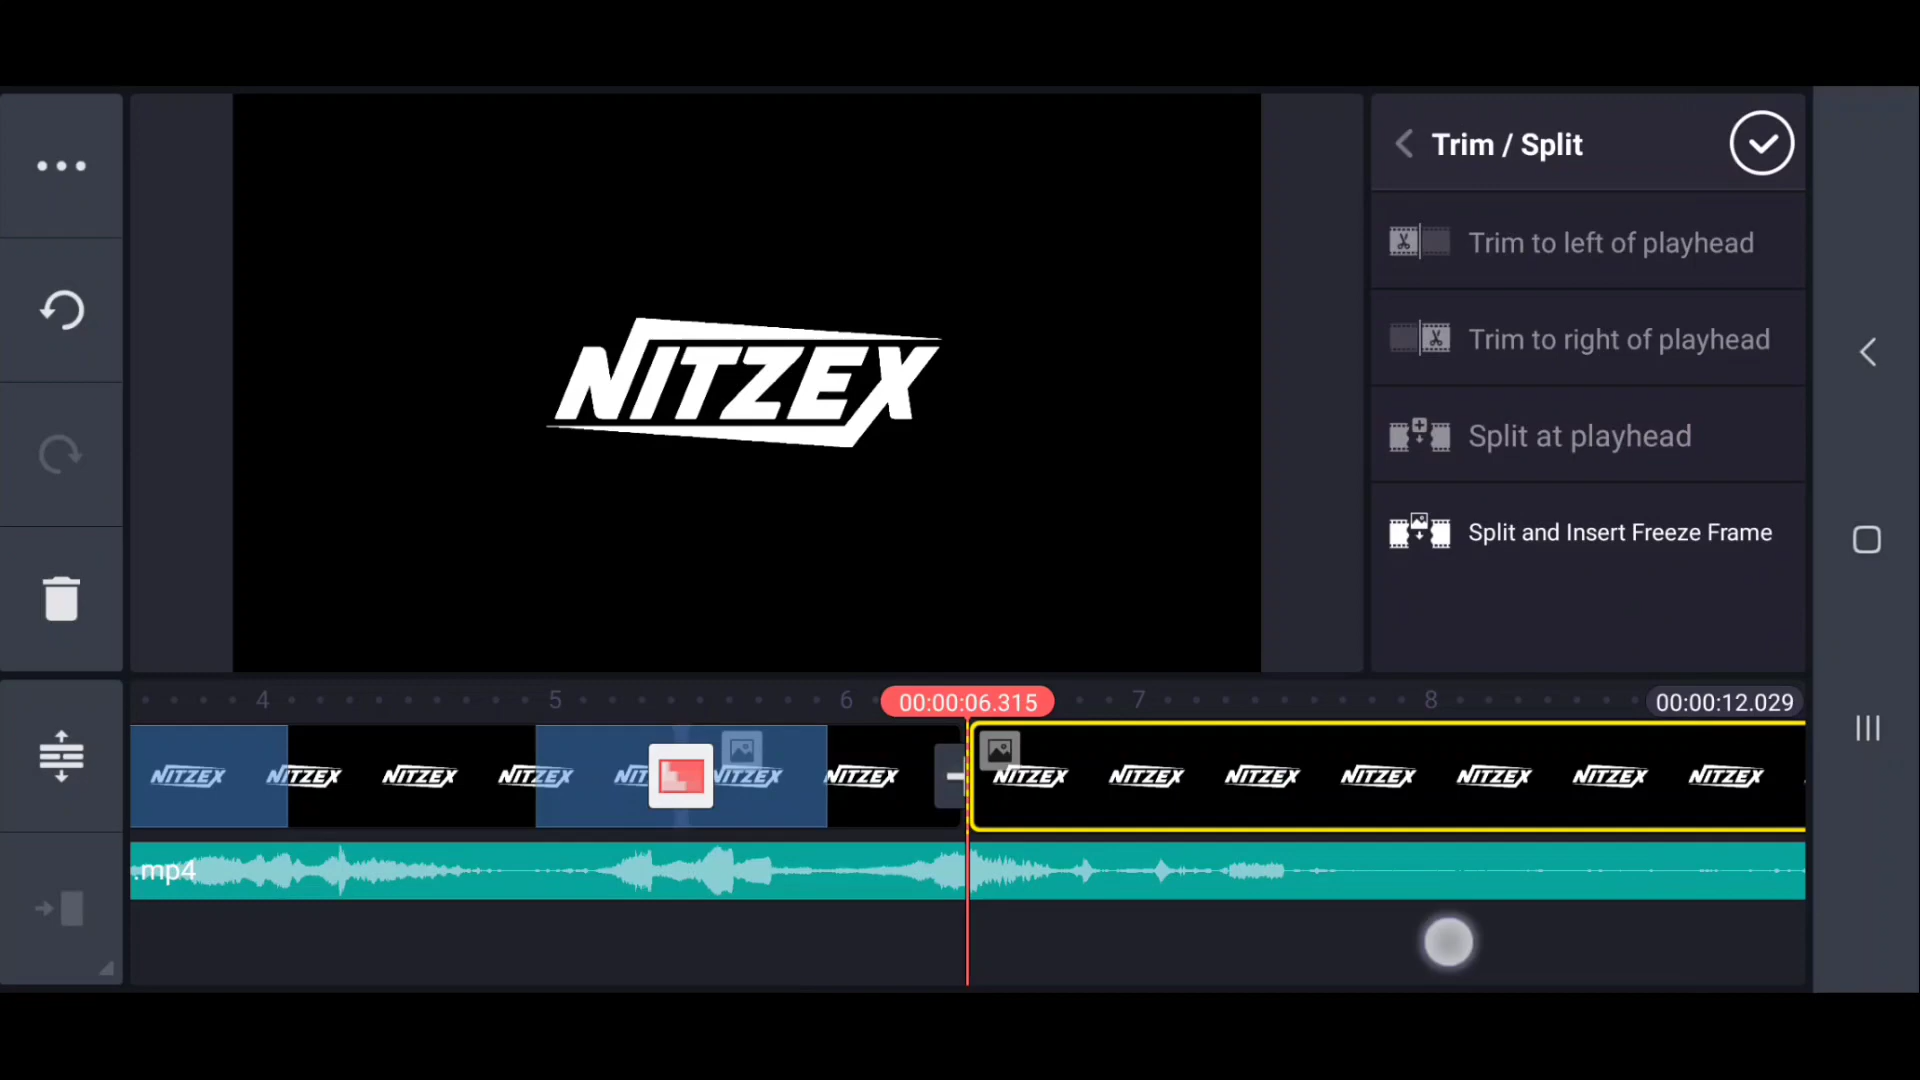 Trim / Split
Trim to left of playhead
Trim to right of playhead
Split at playhead
Split and Insert Freeze Frame
NITZEX
4
5
6
00:00:06.315
7
8
00:00:12.029
NITZEX
NITZEX
NITZEX
NITZEX
NIT
NITZEX
NITZEX
NITZEX
NITZEX
NITZEX
NITZEX
NITZEX
NITZEX
NITZEX
.mp4